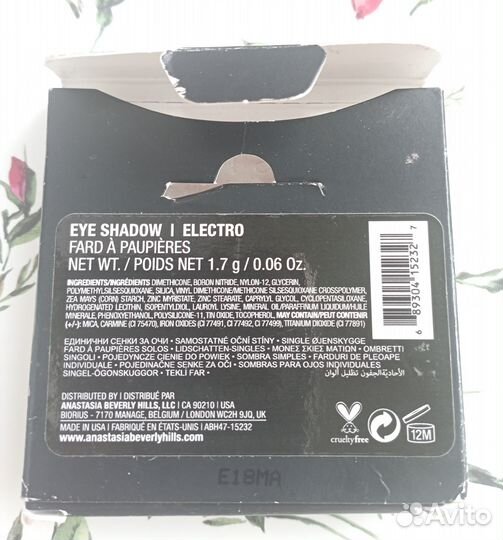 EYE SHADOW | ELECTRO
FARD À PAUPIÈRES
NET WT. / POIDS NET 1.7 g / 0.06 Oz.
INGREDIENTS/INGRÉDIENTS: DIMETHICONE, BORON NITRIDE, NYLON-12, GLYCERIN,
POLYMETHYLSILSESQUIOXANE, SILICA, VINYL DIMETHICONE/METHICONE SILSESQUIOXANE CROSSPOLYMER,
ZEA MAYS (CORN) STARCH, ZINC MYRISTATE, ZINC STEARATE, CAPRYLYL GLYCOL, CYCLOPENTASILOXANE,
HYDROGENATED LECITHIN, ISOPENTYLDIOL, LAUROYL LYSINE, MINERAL OIL/PARAFFINUM LIQUIDUM/HUILE
MINERALE, PHENOXYETHANOL, POLYSILICONE-11, TIN OXIDE, TOCOPHEROL, MAY CONTAIN/PEUT CONTENIR
(+/-): MICA, CARMINE (CI 75470), IRON OXIDES (CI 77491, CI 77492, CI 77499), TITANIUM DIOXIDE (CI 77891)
ЕДИНИЧНИ СЕНКИ ЗА ОЧИ - SAMOSTATNÉ OČNÍ STÍNY - SINGLE ØJENSKYGGE
FARD À PAUPIÈRES SOLOS - LIDSCHATTEN-SINGLES - ΜΟΝΕΣ ΣΚΙΕΣ ΜΑΤΙΩΝ - OMBRETTI
SINGOLI - POJEDYNCZE CIENIE DO POWIEK - SOMBRA SIMPLES - FARDURI DE PLEOAPE
INDIVIDUALE - POJEDINAČNE SENKE ZA OČI - SOMBRAS PARA OJOS INDIVIDUALES
SINGEL-ÖGONSKUGGOR - TEKLI FAR -
DISTRIBUTED BY | DISTRIBUÉ PAR
ANASTASIA BEVERLY HILLS, LLC | CA 90210 | US
BIORIUS - 7170 MANAGE, BELGIUM / LONDON WC2H 9JQ, UK
MADE IN USA | FABRIQUÉ EN ÉTATS-UNIS | ABH47-15232
www.anastasiabeverlyhills.com
crueltyfree
12M
6 89304 15232 7
E18MA
Avito